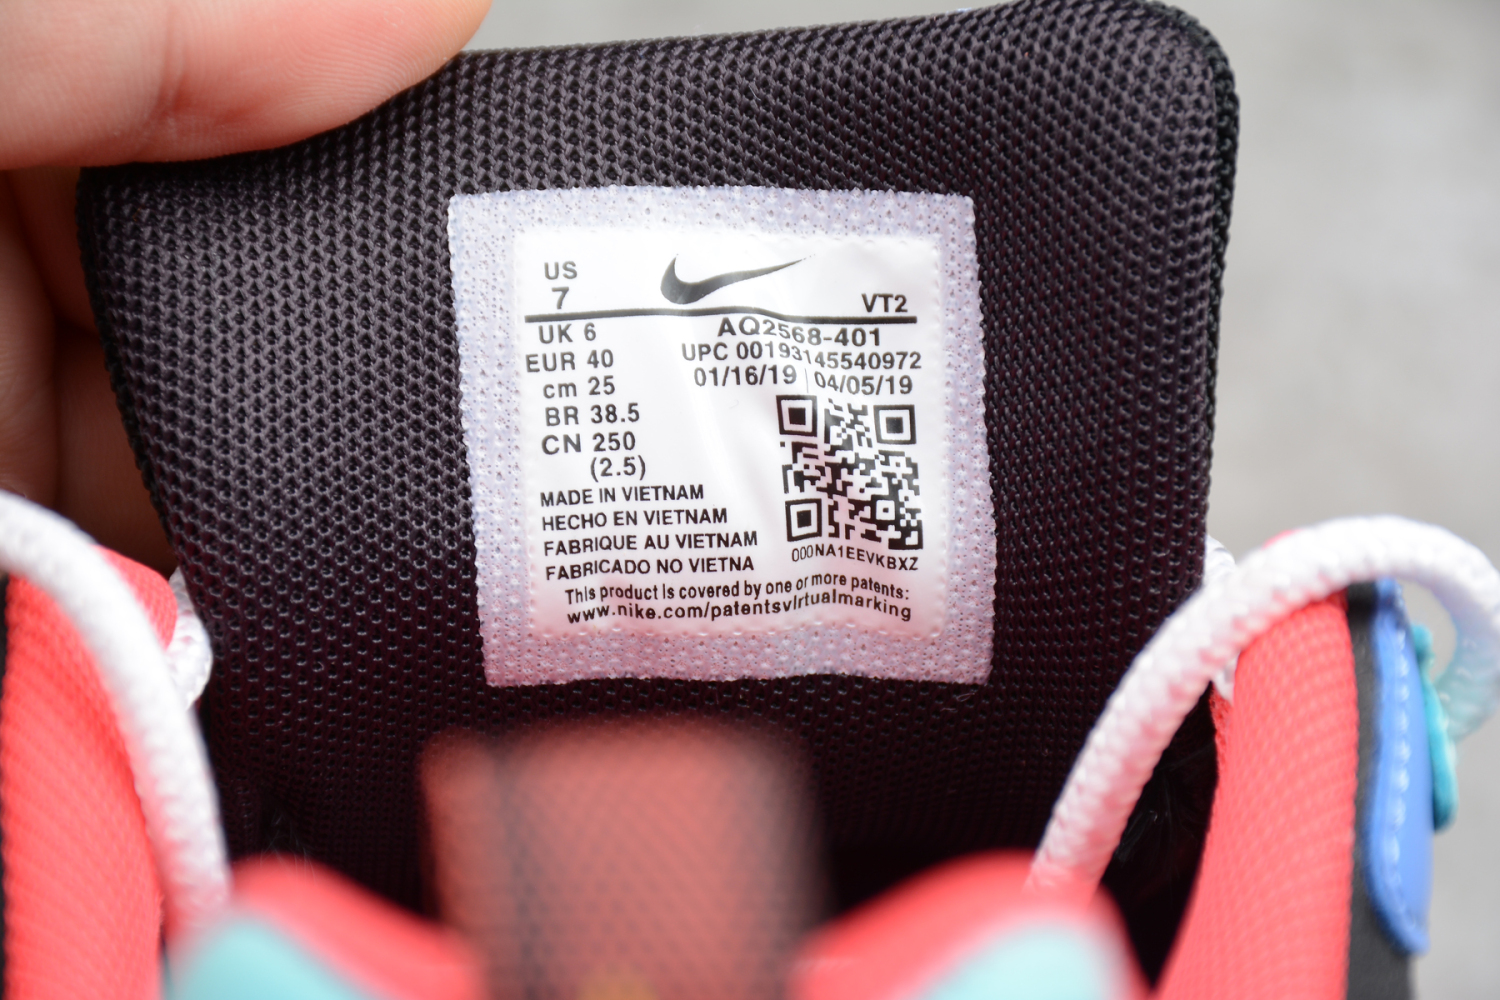 US
7
VT2
UK 6
EUR 40
cm 25
BR 38.5
CN 250
(2.5)
AQ2568-401
UPC 00193145540972
01/16/19 04/05/19
MADE IN VIETNAM
HECHO EN VIETNAM
FABRIQUE AU VIETNAM
FABRICADO NO VIETNA
000NA1EEVKBXZ
This product is covered by one or more patents:
www.nike.com/patentsvirtualmarking